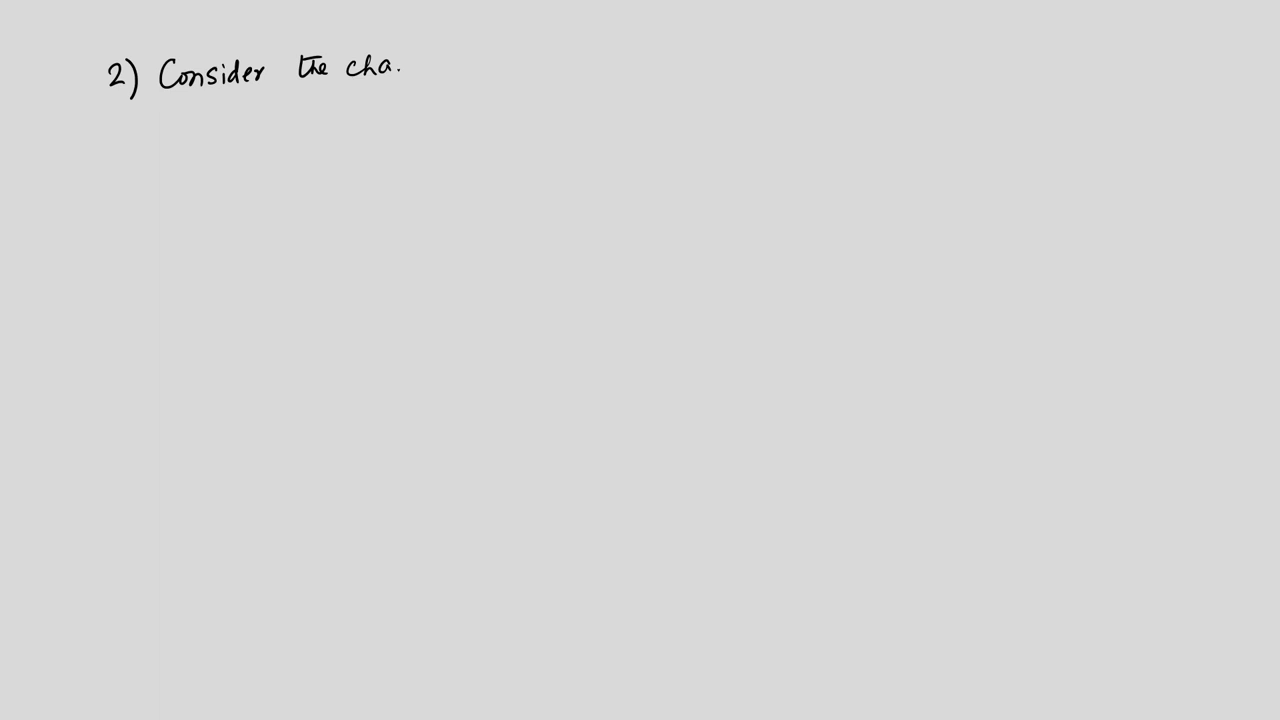 2) Consider the cha.